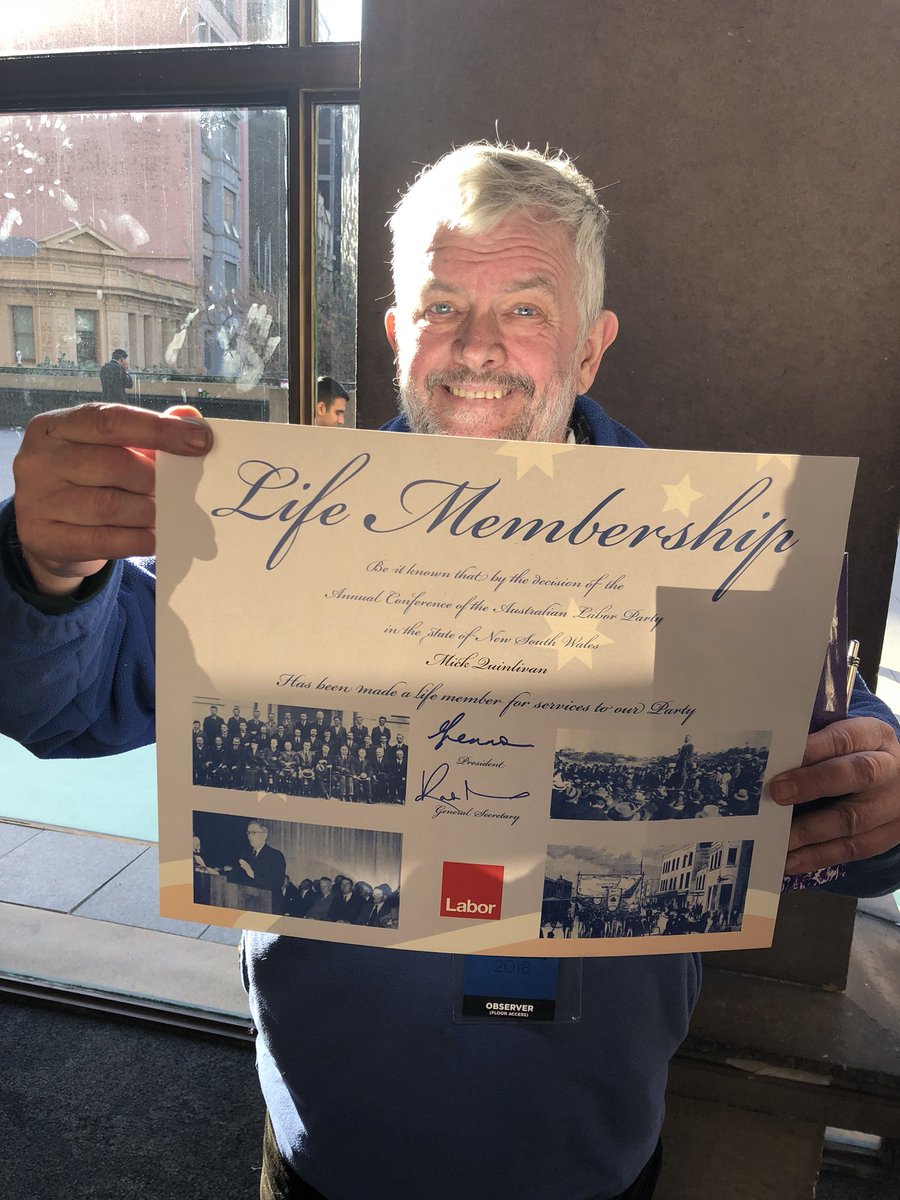 Life Membership
Be it known that by the decision of the
Annual Conference of the Australian Labor Party
in the state of New South Wales
Mick Quinlivan
Has been made a life member for services to our Party
President
General Secretary
Labor
2018
OBSERVER
(FLOOR ACCESS)